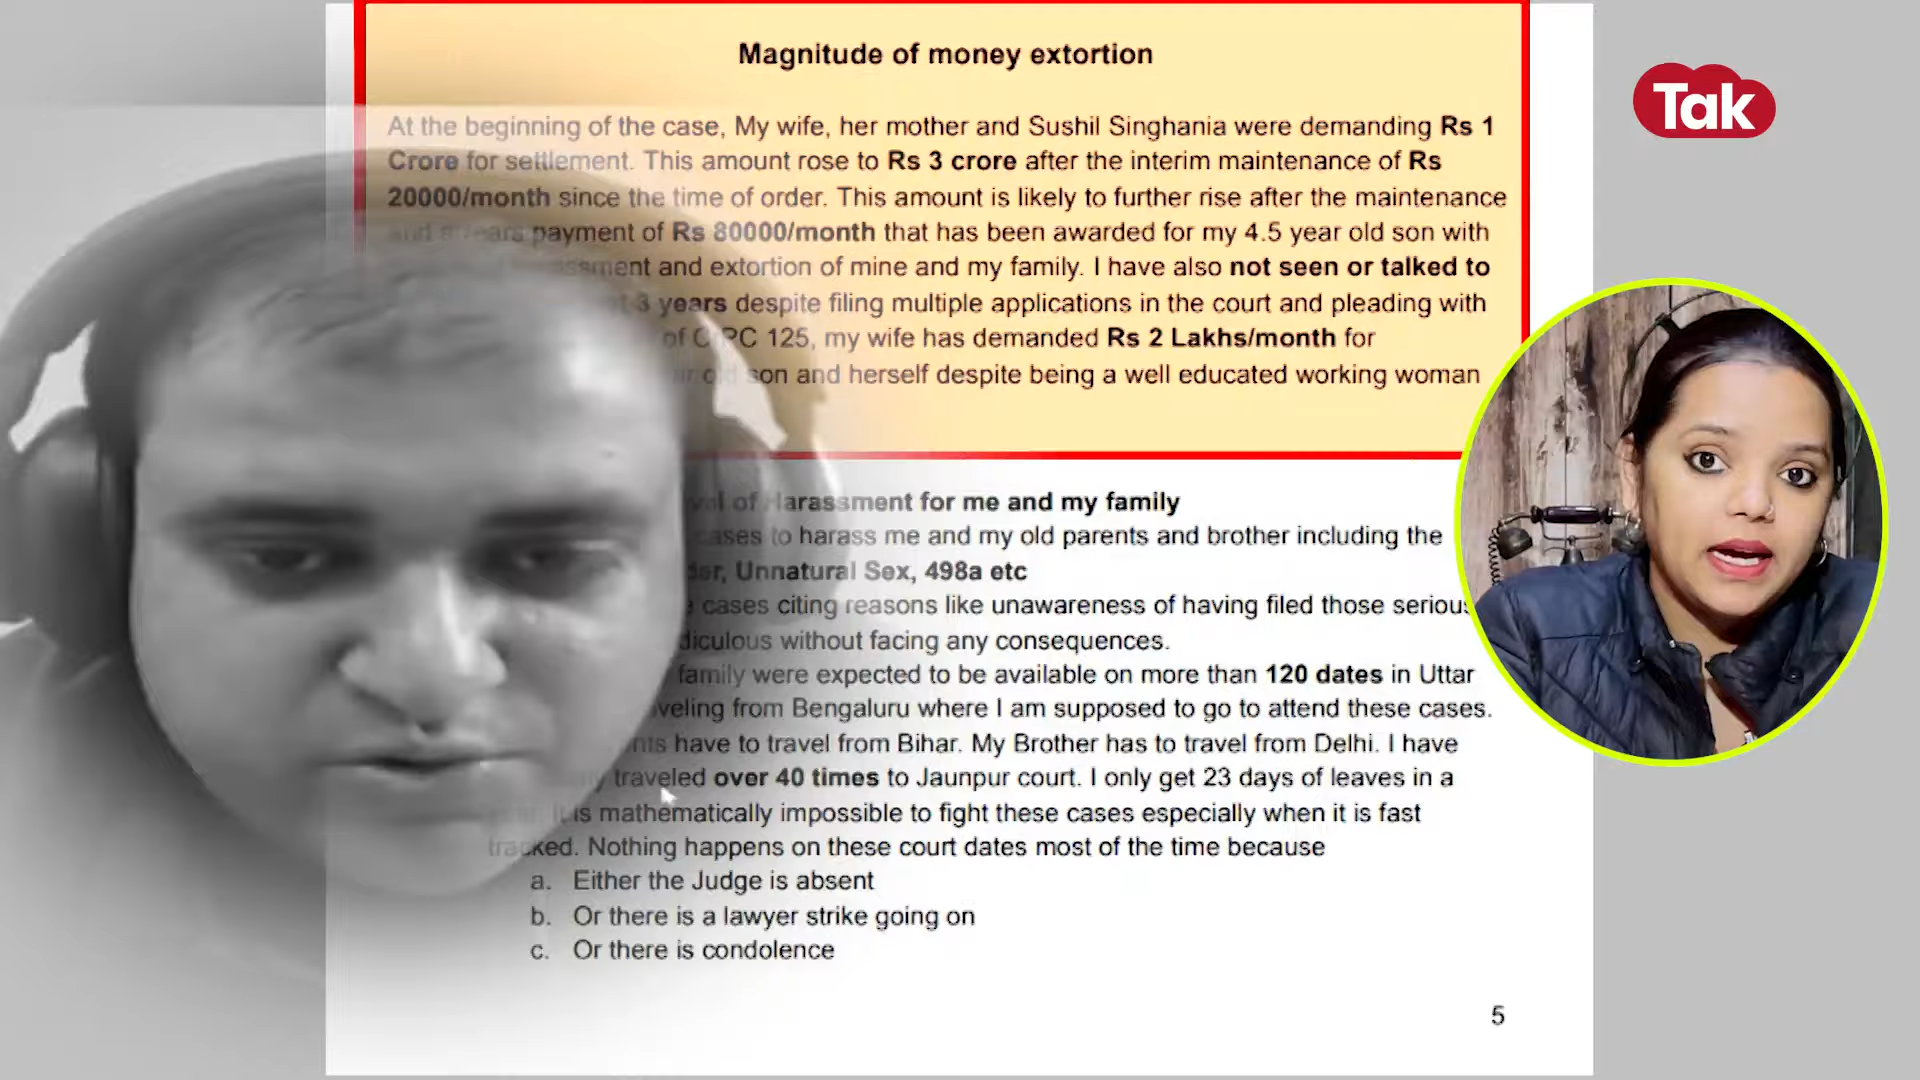 Magnitude of money extortion
Tak
At the beginning of the case, My wife, her mother and Sushil Singhania were demanding Rs 1
Crore for settlement. This amount rose to Rs 3 crore after the interim maintenance of Rs
20000/month since the time of order. This amount is likely to further rise after the maintenance
and arrears payment of Rs 80000/month that has been awarded for my 4.5 year old son with
and extortion of mine and my family. I have also not seen or talked to
3 years despite filing multiple applications in the court and pleading with
of CrPC 125, my wife has demanded Rs 2 Lakhs/month for
old son and herself despite being a well educated working woman
of Harassment for me and my family
cases to harass me and my old parents and brother including the
Unnatural Sex, 498a etc
cases citing reasons like unawareness of having filed those serious
without facing any consequences.
family were expected to be available on more than 120 dates in Uttar
from Bengaluru where I am supposed to go to attend these cases.
have to travel from Bihar. My Brother has to travel from Delhi. I have
traveled over 40 times to Jaunpur court. I only get 23 days of leaves in a
It is mathematically impossible to fight these cases especially when it is fast
tracked. Nothing happens on these court dates most of the time because
a. Either the Judge is absent
b. Or there is a lawyer strike going on
c. Or there is condolence
5